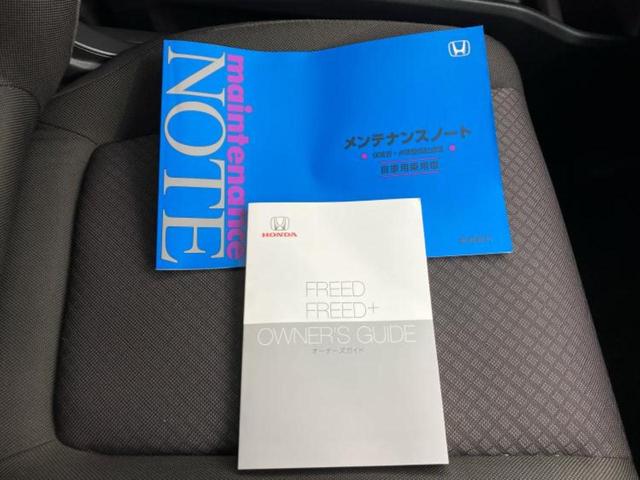 maintenance
NOTE
メンテナンスノート
自家用乗用車
HONDA
FREED
FREED+
OWNER'S GUIDE
オーナーズガイド